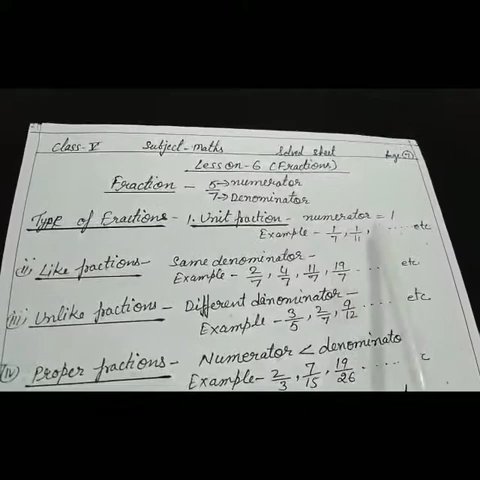 Class-V Subject-maths Solved Sheet Page (1)
Lesson-6 (Fractions)
Fraction - 5/7 → numerator
→ Denominator
Type of Fractions - 1. Unit fraction - numerator = 1
Example - 1/7, 1/11, ..... etc
ii) Like fractions - Same denominator -
Example - 2/7, 4/7, 11/7, 19/7 .... etc
iii) Unlike fractions - Different denominator -
Example - 3/5, 2/7, 9/12 ..... etc
iv) Proper fractions - Numerator < denominato
Example - 2/3, 7/15, 19/26 ..... c